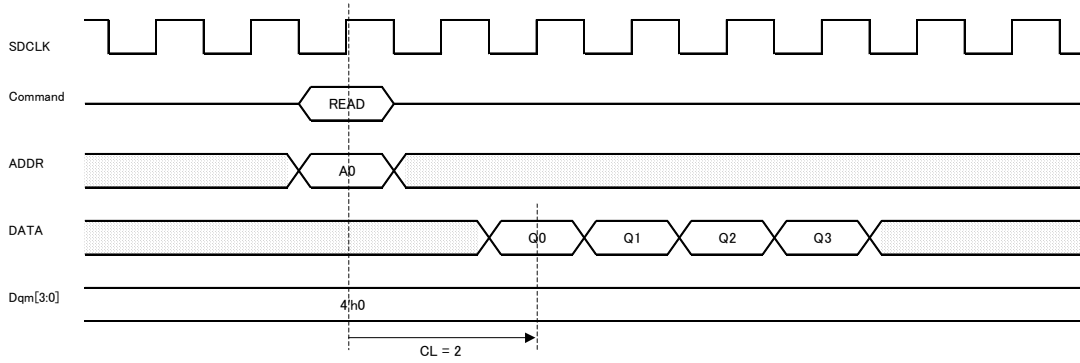 SDCLK
Command
READ
ADDR
A0
DATA
Q0 Q1 Q2 Q3
Dqm[3:0]
4'h0
CL = 2